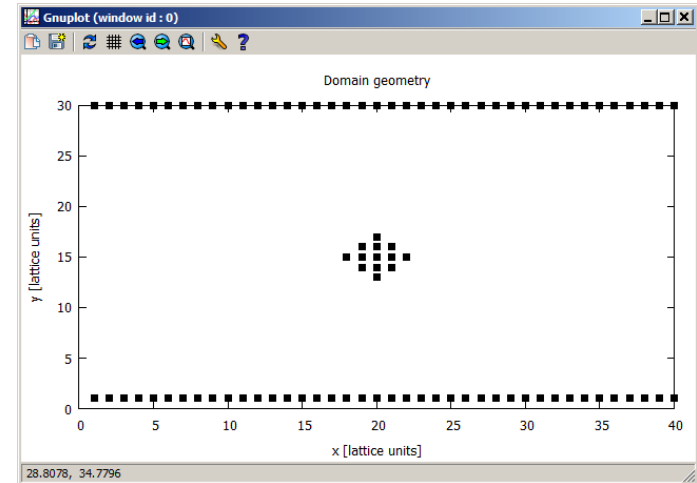 Gnuplot (window id : 0)
Domain geometry
30
25
20
15
10
5
0
y [lattice units]
0 5 10 15 20 25 30 35 40
x [lattice units]
28.8078, 34.7796